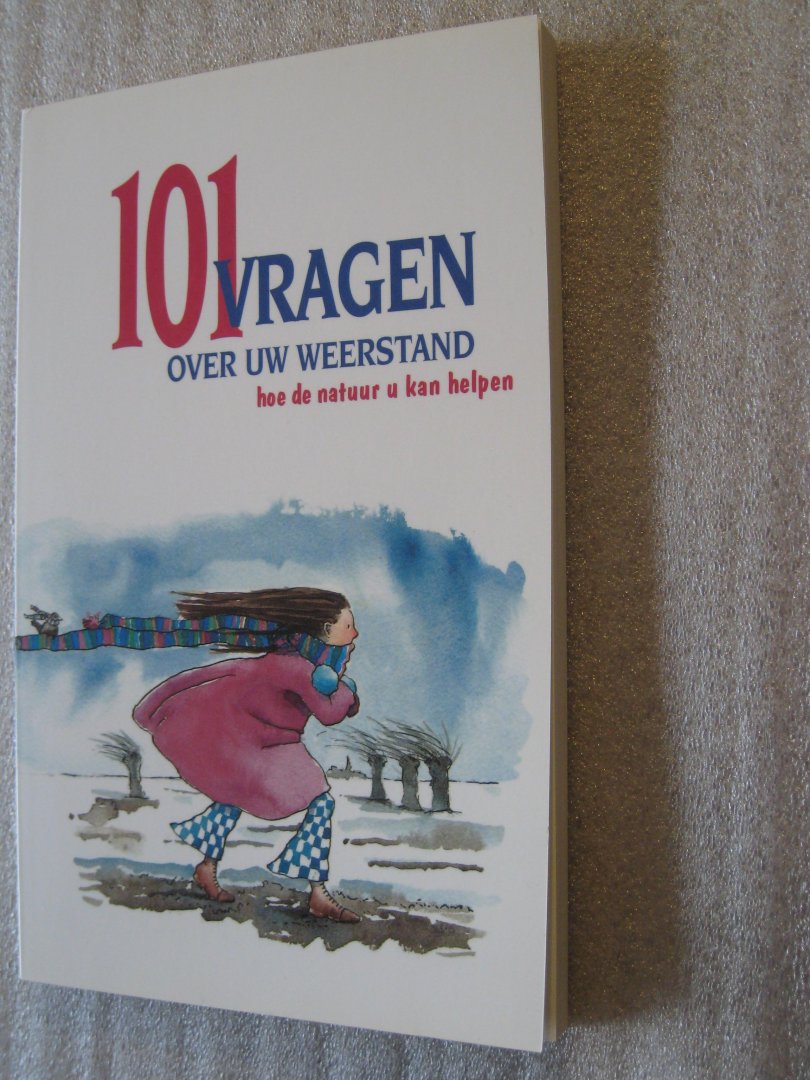 101 VRAGEN
OVER UW WEERSTAND
hoe de natuur u kan helpen